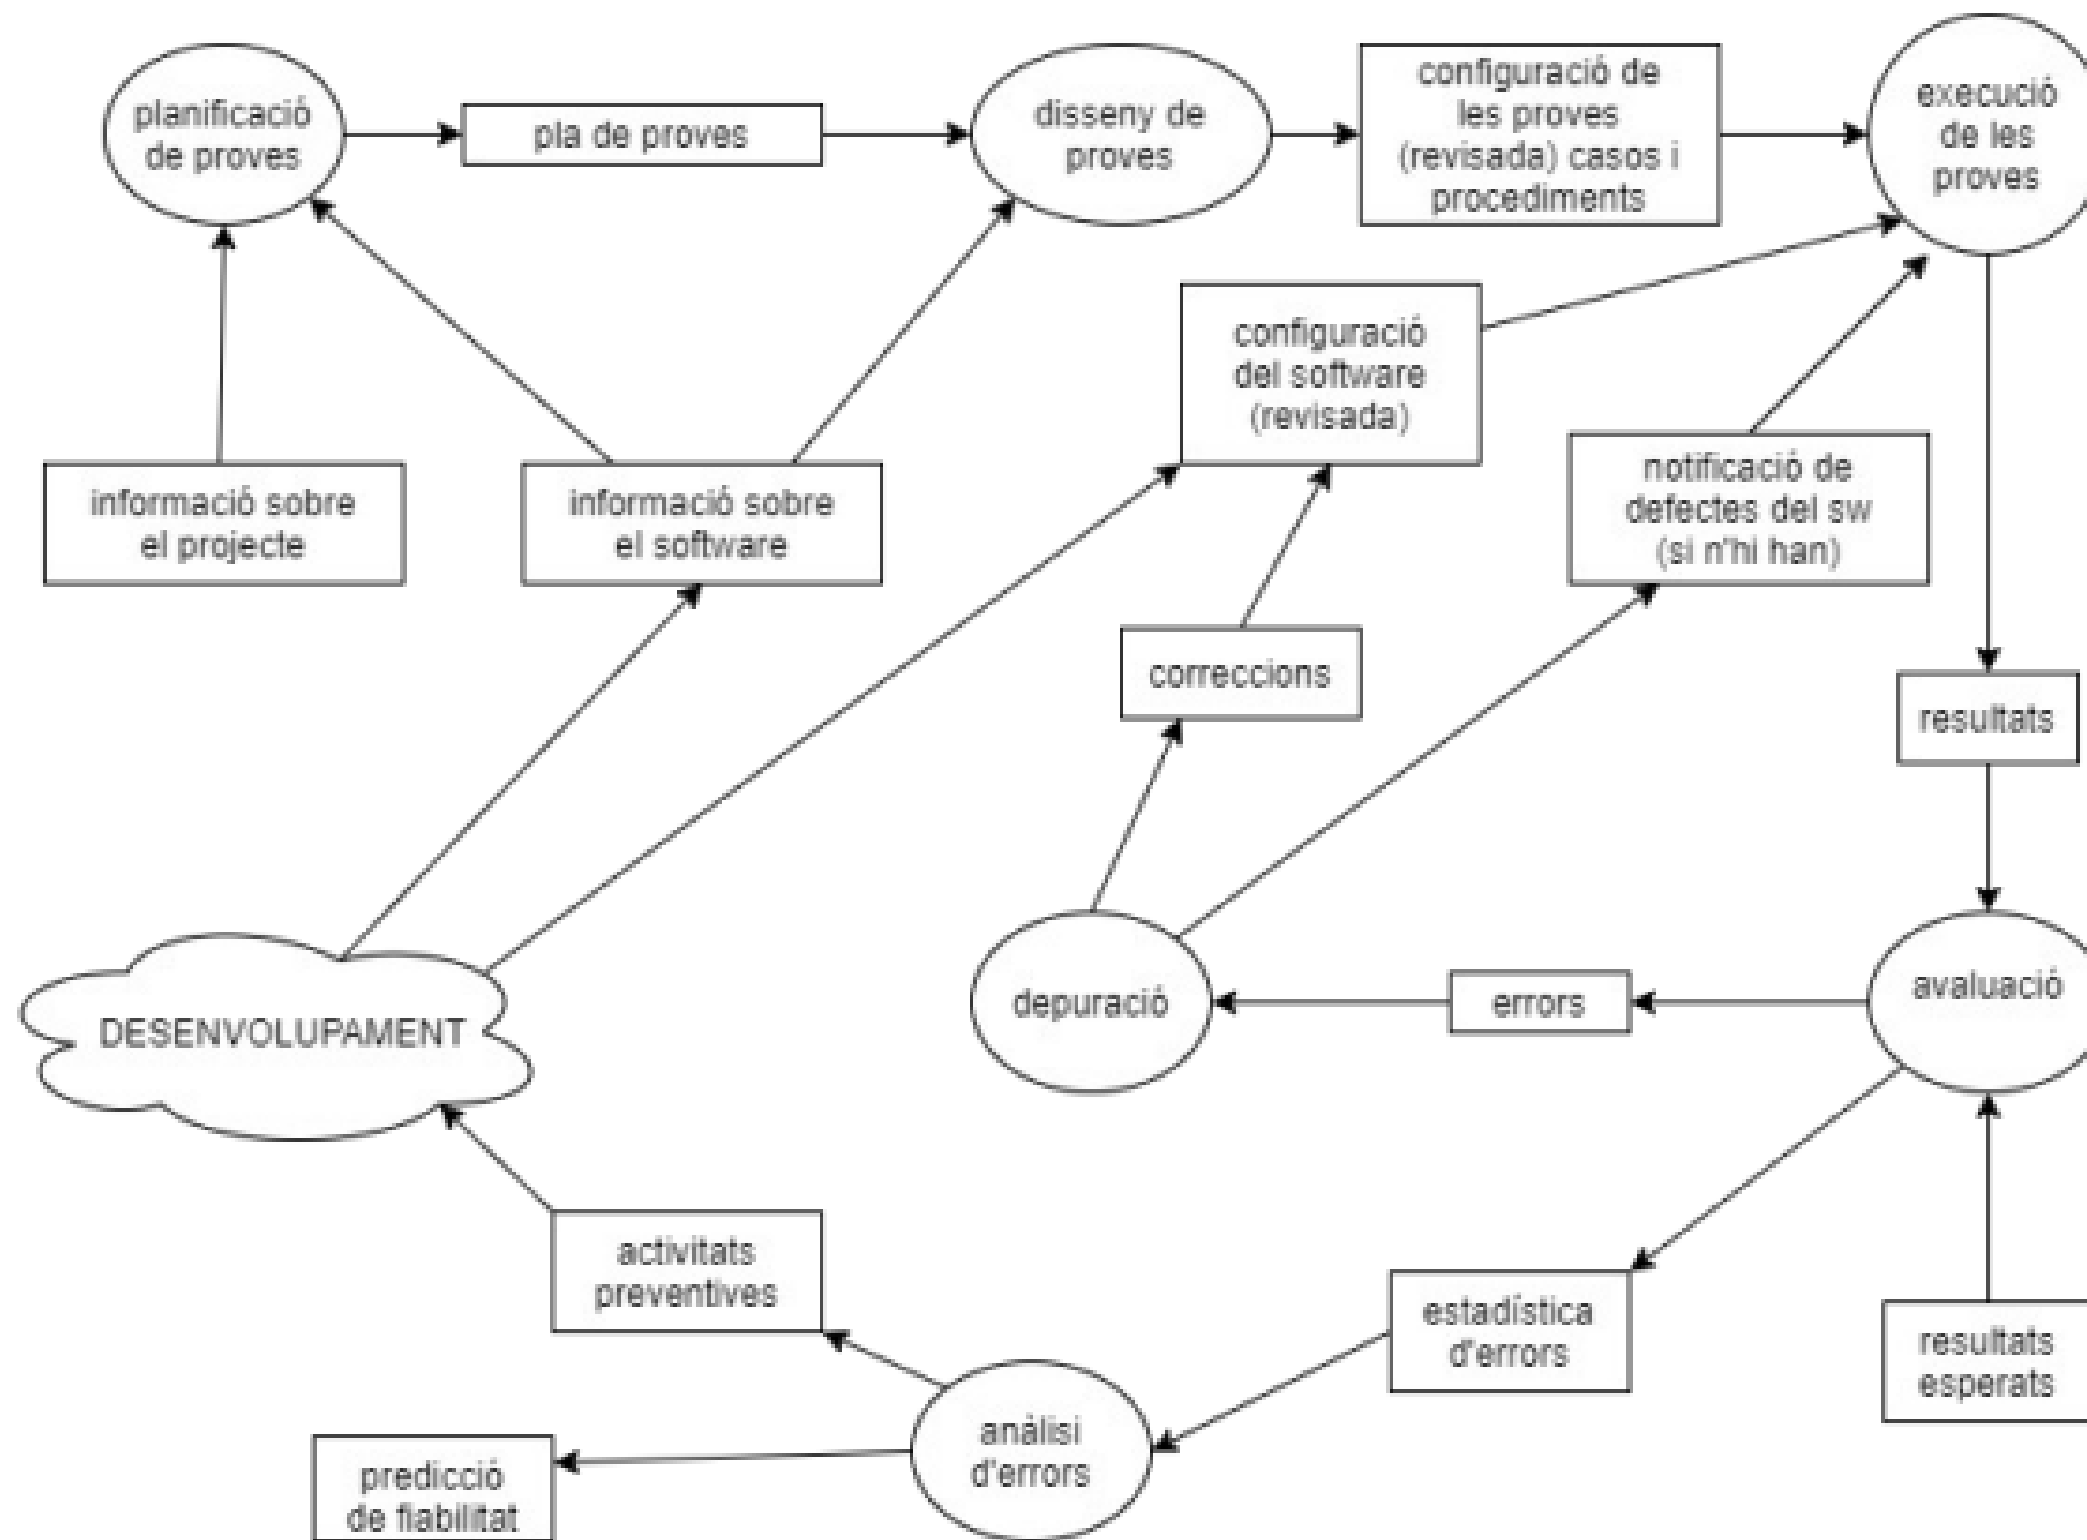 planificació
de proves
pla de proves
disseny de
proves
configuració de
les proves
(revisada) casos i
procediments
execució
de les
proves
configuració
del software
(revisada)
informació sobre
el projecte
informació sobre
el software
notificació de
defectes del sw
(si n'hi han)
correccions
resultats
DESENVOLUPAMENT
depuració
errors
avaluació
activitats
preventives
estadística
d'errors
resultats
esperats
anàlisi
d'errors
predicció
de fiabilitat